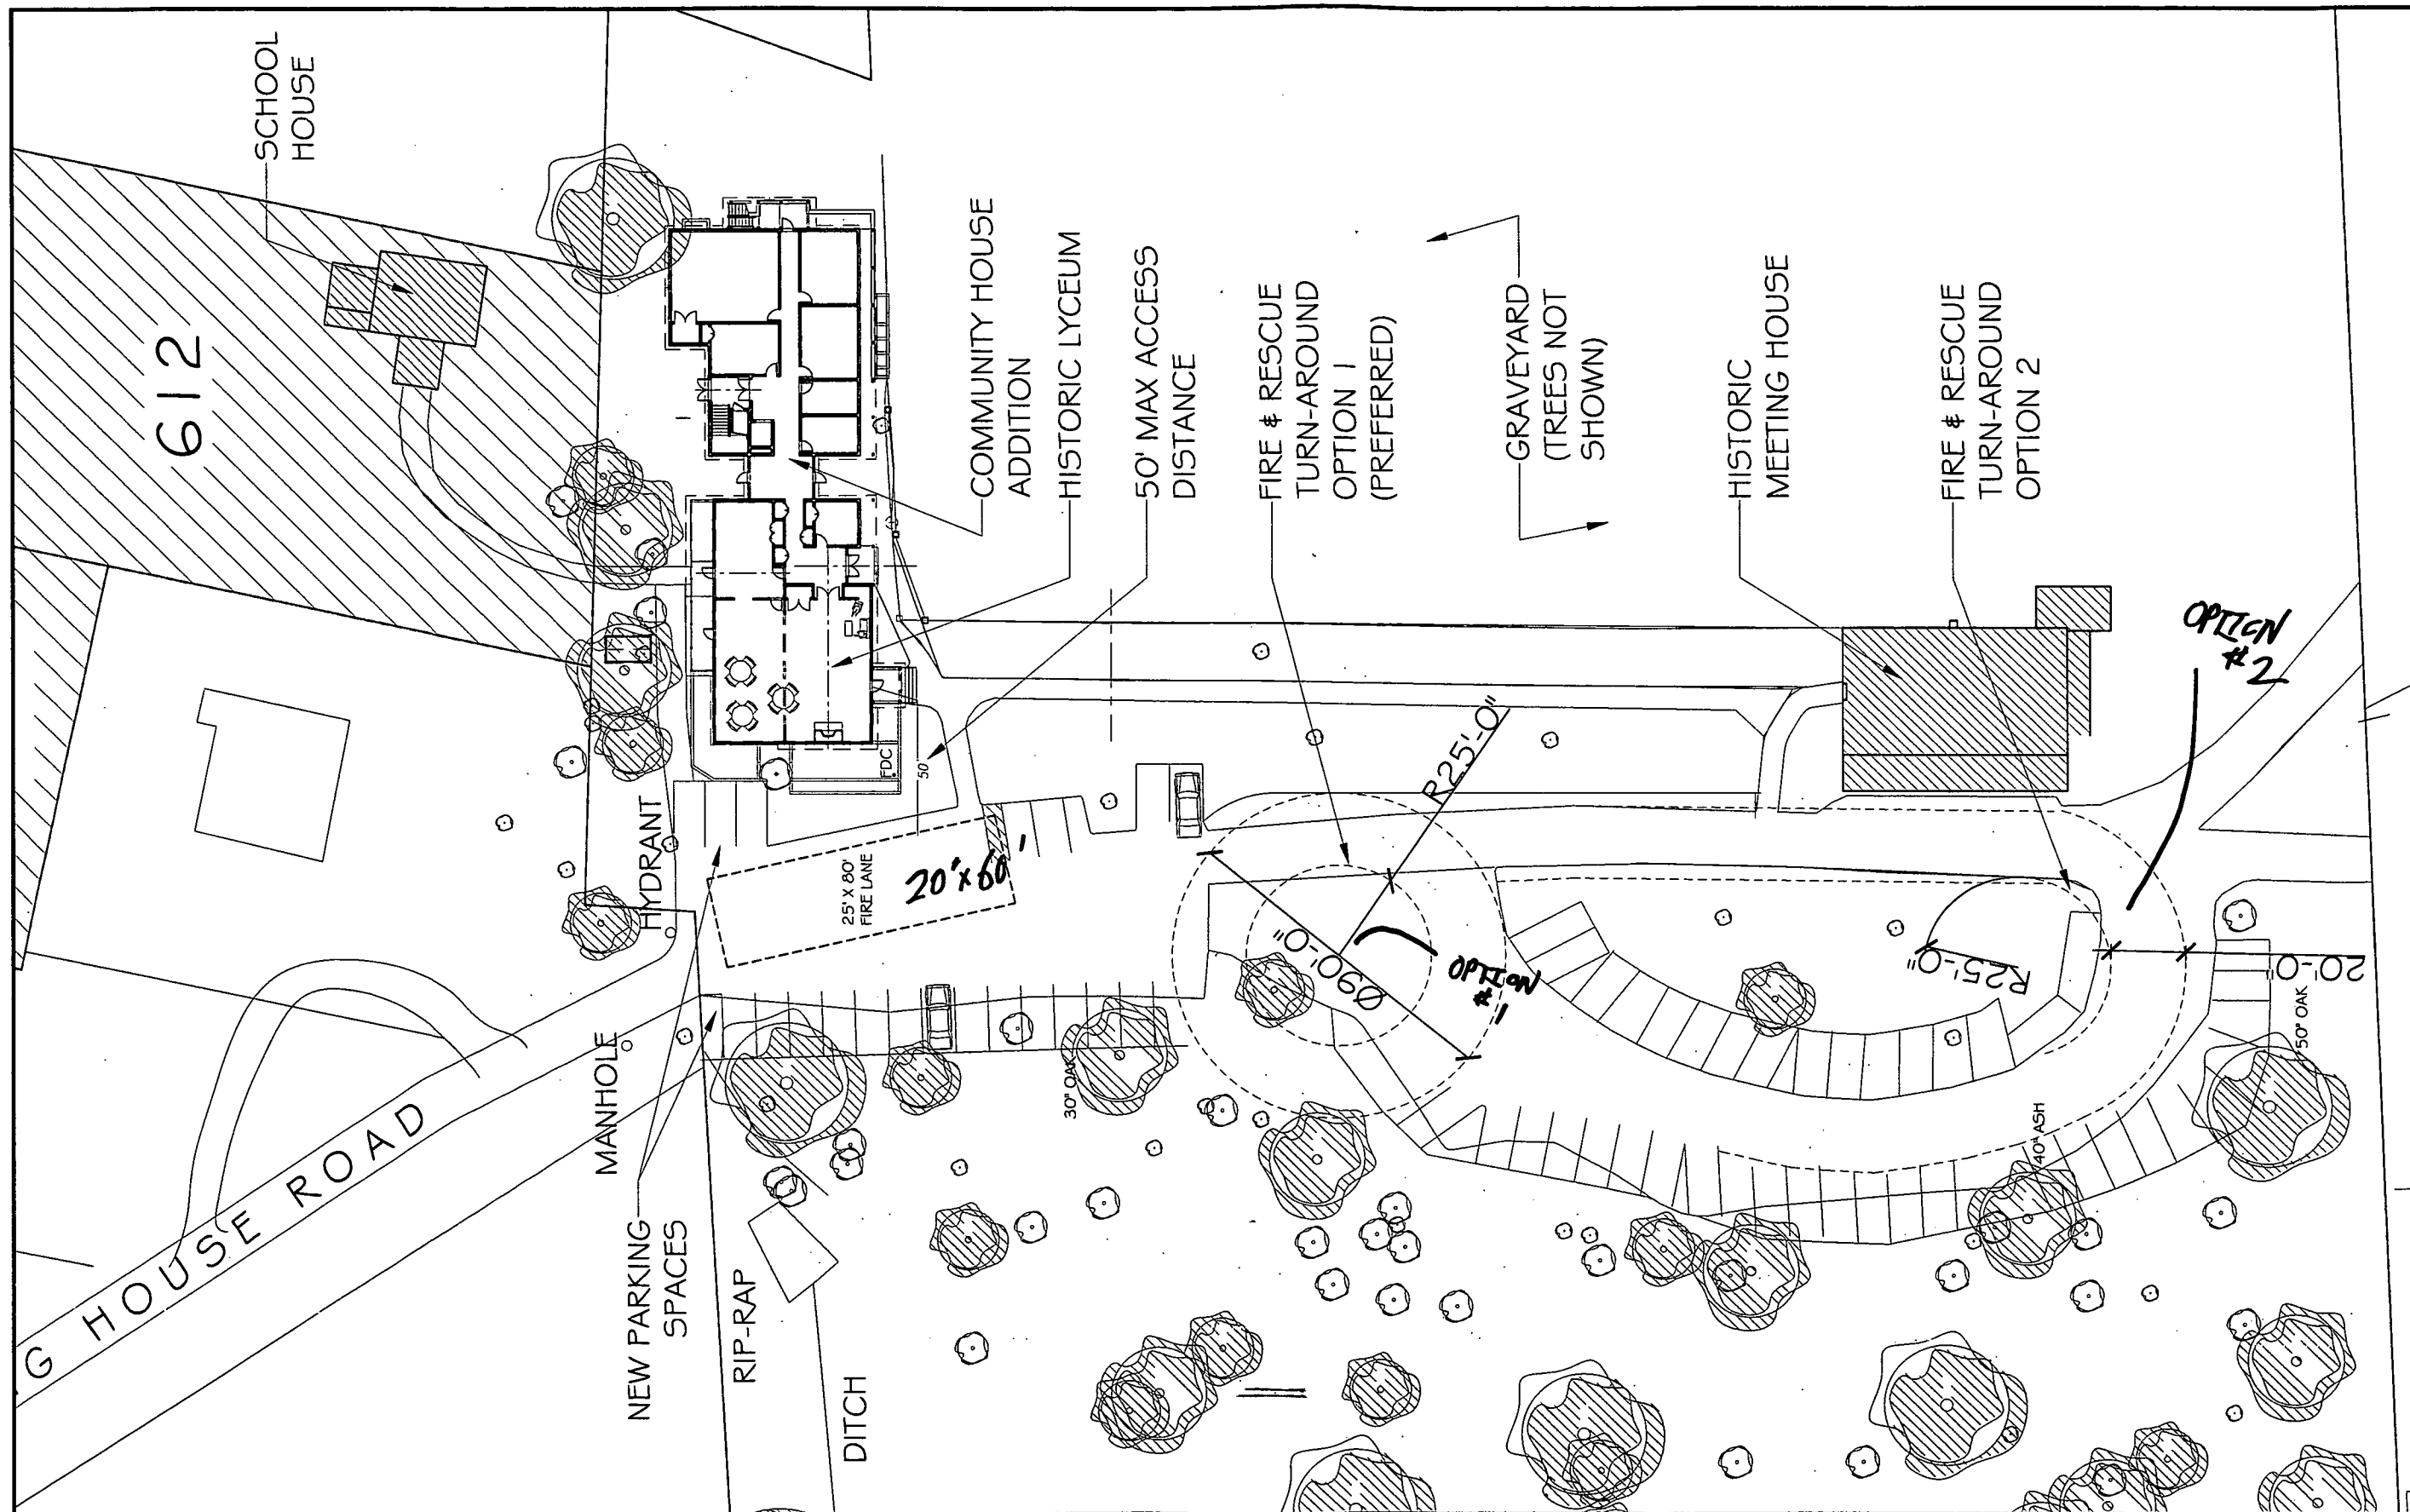 SCHOOL
HOUSE
612
COMMUNITY HOUSE
ADDITION
HISTORIC LYCEUM
50' MAX ACCESS
DISTANCE
FIRE & RESCUE
TURN-AROUND
OPTION 1
(PREFERRED)
GRAVEYARD
(TREES NOT
SHOWN)
HISTORIC
MEETING HOUSE
FIRE & RESCUE
TURN-AROUND
OPTION 2
OPTION
#2
HYDRANT
FDC
50
25' X 80'
FIRE LANE
20' x 60'
R25'-0"
Ø90'-0"
OPTION
#1
R25'-0"
20'-0"
MANHOLE
NEW PARKING
SPACES
RIP-RAP
DITCH
30" OAK
40" ASH
50" OAK
G HOUSE ROAD